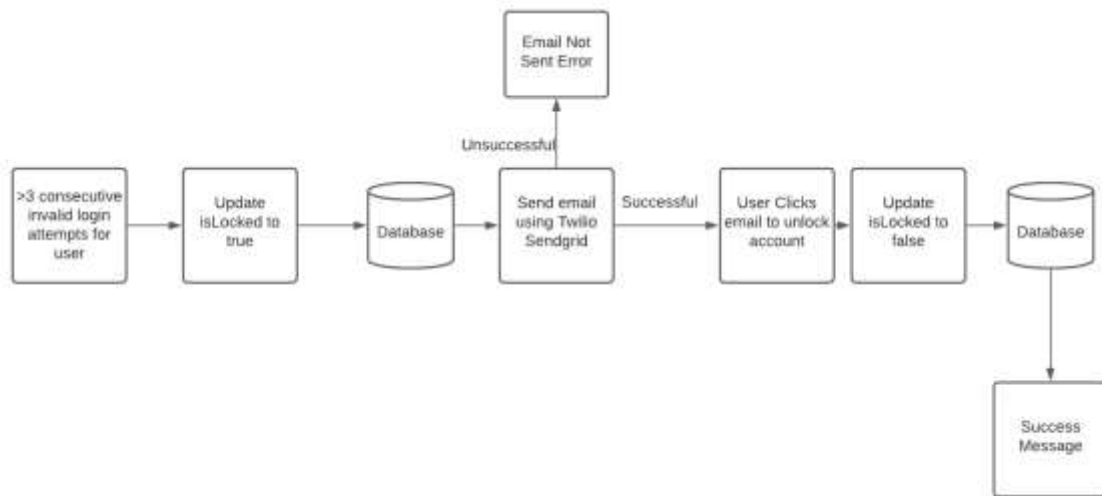 Email Not
Sent Error
Unsuccessful
>3 consecutive
invalid login
attempts for
user
Update
isLocked to
true
Database
Send email
using Twilio
Sendgrid
Successful
User Clicks
email to unlock
account
Update
isLocked to
false
Database
Success
Message